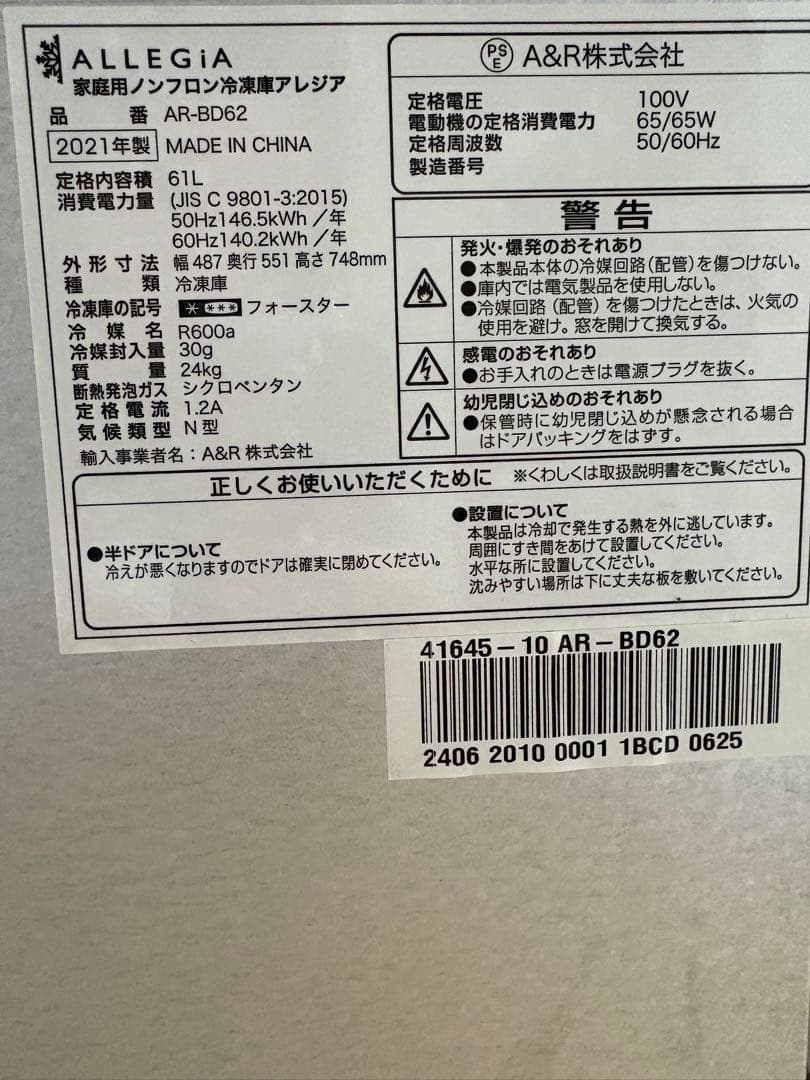 ALLEGiA
家庭用ノンフロン冷凍庫アレジア
品番 AR-BD62
2021年製 MADE IN CHINA
定格内容積 61L
消費電力量 (JIS C 9801-3:2015)
50Hz146.5kWh／年
60Hz140.2kWh／年
外形寸法 幅487 奥行551 高さ748mm
種類 冷凍庫
冷凍庫の記号 * *** フォースター
冷媒名 R600a
冷媒封入量 30g
質量 24kg
断熱発泡ガス シクロペンタン
定格電流 1.2A
気候類型 N型
輸入事業者名：A&R株式会社
PSE A&R株式会社
定格電圧 100V
電動機の定格消費電力 65/65W
定格周波数 50/60Hz
製造番号
警告
発火・爆発のおそれあり
●本製品本体の冷媒回路（配管）を傷つけない。
●庫内では電気製品を使用しない。
●冷媒回路（配管）を傷つけたときは、火気の
使用を避け。窓を開けて換気する。
感電のおそれあり
●お手入れのときは電源プラグを抜く。
幼児閉じ込めのおそれあり
●保管時に幼児閉じ込めが懸念される場合
はドアパッキングをはずす。
正しくお使いいただくために ※くわしくは取扱説明書をご覧ください。
●半ドアについて
冷えが悪くなりますのでドアは確実に閉めてください。
●設置について
本製品は冷却で発生する熱を外に逃しています。
周囲にすき間をあけて設置してください。
水平な所に設置してください。
沈みやすい場所は下に丈夫な板を敷いてください。
41645-10 AR-BD62
2406 2010 0001 1BCD 0625